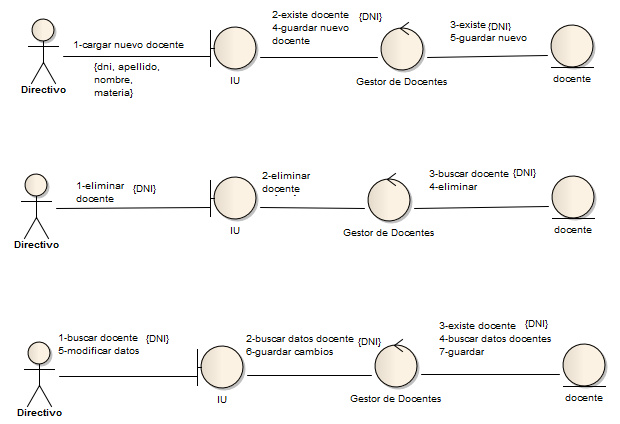 2-existe docente {DNI}
4-guardar nuevo
docente
3-existe {DNI}
5-guardar nuevo
1-cargar nuevo docente
{dni, apellido,
nombre,
materia}
Directivo
IU
Gestor de Docentes
docente
1-eliminar {DNI}
docente
2-eliminar
docente
3-buscar docente {DNI}
4-eliminar
Directivo
IU
Gestor de Docentes
docente
1-buscar docente {DNI}
5-modificar datos
2-buscar datos docente {DNI}
6-guardar cambios
3-existe docente {DNI}
4-buscar datos docentes
7-guardar
Directivo
IU
Gestor de Docentes
docente